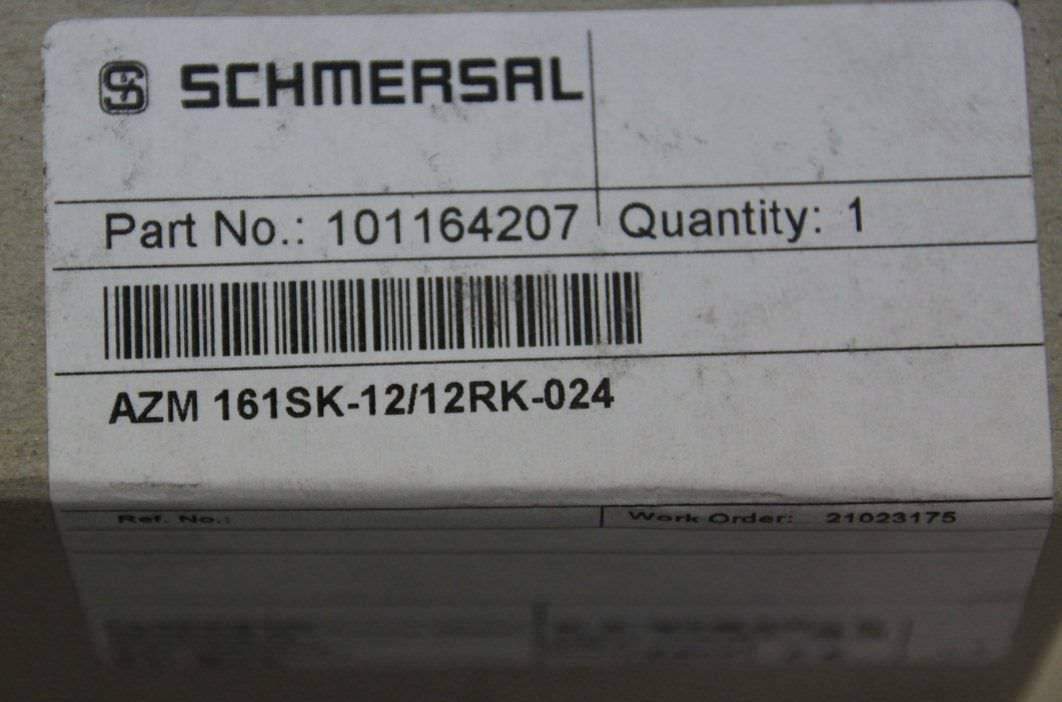 SCHMERSAL
Part No.: 101164207 Quantity: 1
AZM 161SK-12/12RK-024
Ref. No.: Work Order: 21023175